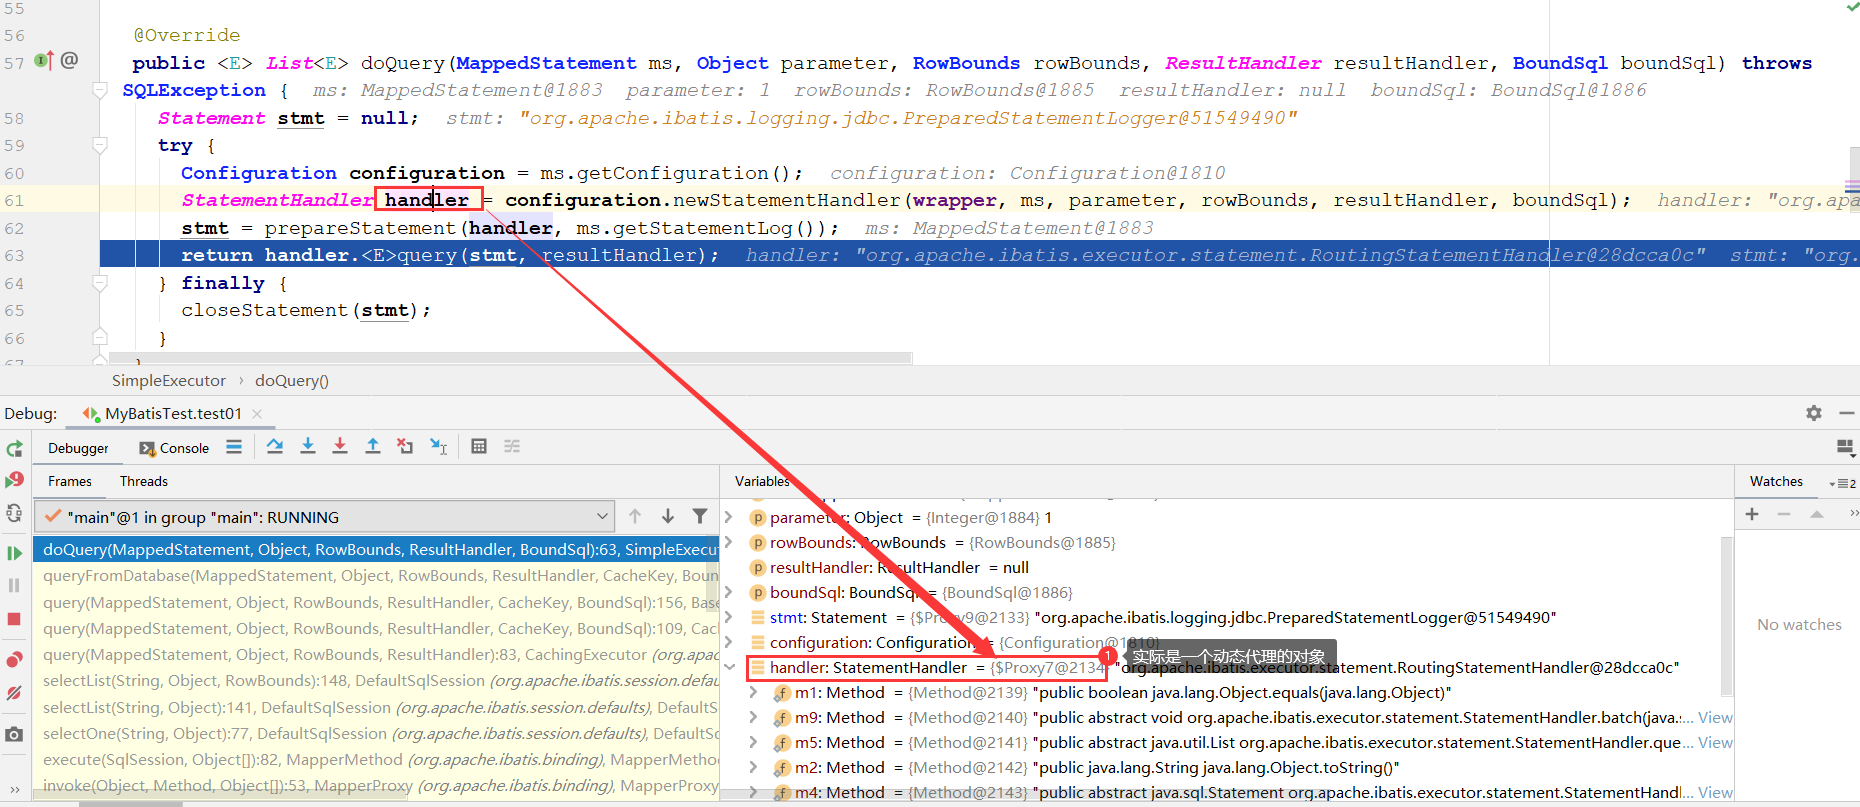 55
56 @Override
57 public <E> List<E> doQuery(MappedStatement ms, Object parameter, RowBounds rowBounds, ResultHandler resultHandler, BoundSql boundSql) throws
SQLException { ms: MappedStatement@1883 parameter: 1 rowBounds: RowBounds@1885 resultHandler: null boundSql: BoundSql@1886
58 Statement stmt = null; stmt: "org.apache.ibatis.logging.jdbc.PreparedStatementLogger@51549490"
59 try {
60 Configuration configuration = ms.getConfiguration(); configuration: Configuration@1810
61 StatementHandler handler = configuration.newStatementHandler(wrapper, ms, parameter, rowBounds, resultHandler, boundSql); handler: "org.apa
62 stmt = prepareStatement(handler, ms.getStatementLog()); ms: MappedStatement@1883
63 return handler.<E>query(stmt, resultHandler); handler: "org.apache.ibatis.executor.statement.RoutingStatementHandler@28dcca0c" stmt: "org.
64 } finally {
65 closeStatement(stmt);
66 }
67 }
SimpleExecutor › doQuery()
Debug: MyBatisTest.test01
Debugger Console
Frames Threads
"main"@1 in group "main": RUNNING
doQuery(MappedStatement, Object, RowBounds, ResultHandler, BoundSql):63, SimpleExecu
queryFromDatabase(MappedStatement, Object, RowBounds, ResultHandler, CacheKey, Boun
query(MappedStatement, Object, RowBounds, ResultHandler, CacheKey, BoundSql):156, Bas
query(MappedStatement, Object, RowBounds, ResultHandler, CacheKey, BoundSql):109, Cac
query(MappedStatement, Object, RowBounds, ResultHandler):83, CachingExecutor (org.apac
selectList(String, Object, RowBounds):148, DefaultSqlSession (org.apache.ibatis.session.defau
selectList(String, Object):141, DefaultSqlSession (org.apache.ibatis.session.defaults), DefaultS
selectOne(String, Object):77, DefaultSqlSession (org.apache.ibatis.session.defaults), DefaultSq
execute(SqlSession, Object[]):82, MapperMethod (org.apache.ibatis.binding), MapperMetho
invoke(Object, Method, Object[]):53, MapperProxy (org.apache.ibatis.binding), MapperProxy
Variables
parameter: Object = {Integer@1884} 1
rowBounds: RowBounds = {RowBounds@1885}
resultHandler: ResultHandler = null
boundSql: BoundSql = {BoundSql@1886}
stmt: Statement = {$Proxy9@2133} "org.apache.ibatis.logging.jdbc.PreparedStatementLogger@51549490"
configuration: Configuration = {Configuration@1810}
1 实际是一个动态代理的对象
handler: StatementHandler = {$Proxy7@2134 "org.apache.ibatis.executor.statement.RoutingStatementHandler@28dcca0c"
m1: Method = {Method@2139} "public boolean java.lang.Object.equals(java.lang.Object)"
m9: Method = {Method@2140} "public abstract void org.apache.ibatis.executor.statement.StatementHandler.batch(java.s... View
m5: Method = {Method@2141} "public abstract java.util.List org.apache.ibatis.executor.statement.StatementHandler.que... View
m2: Method = {Method@2142} "public java.lang.String java.lang.Object.toString()"
m4: Method = {Method@2143} "public abstract java.sql.Statement org.apache.ibatis.executor.statement.StatementHandl... View
Watches
2
No watches